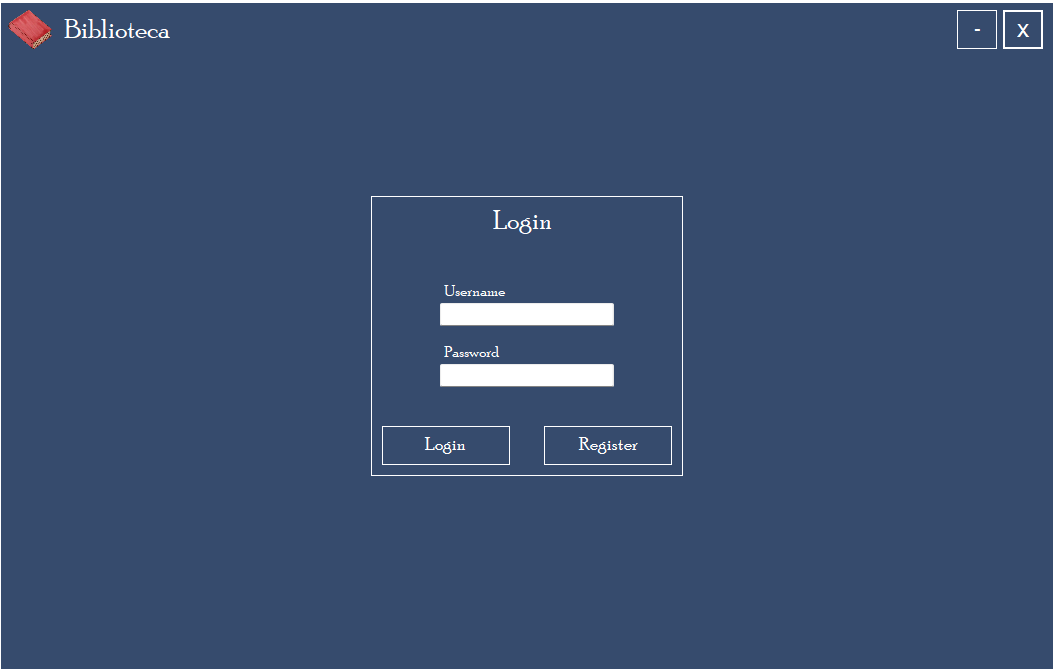 Biblioteca
- X
Login
Username
Password
Login Register